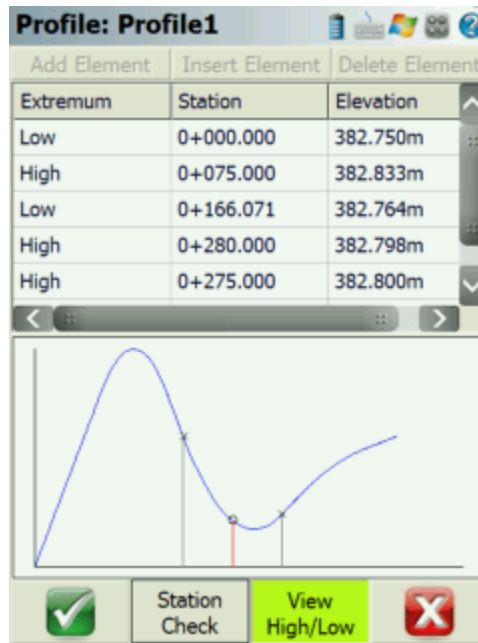 Profile: Profile1
Add Element Insert Element Delete Element
Extremum Station Elevation
Low 0+000.000 382.750m
High 0+075.000 382.833m
Low 0+166.071 382.764m
High 0+280.000 382.798m
High 0+275.000 382.800m
Station Check
View High/Low